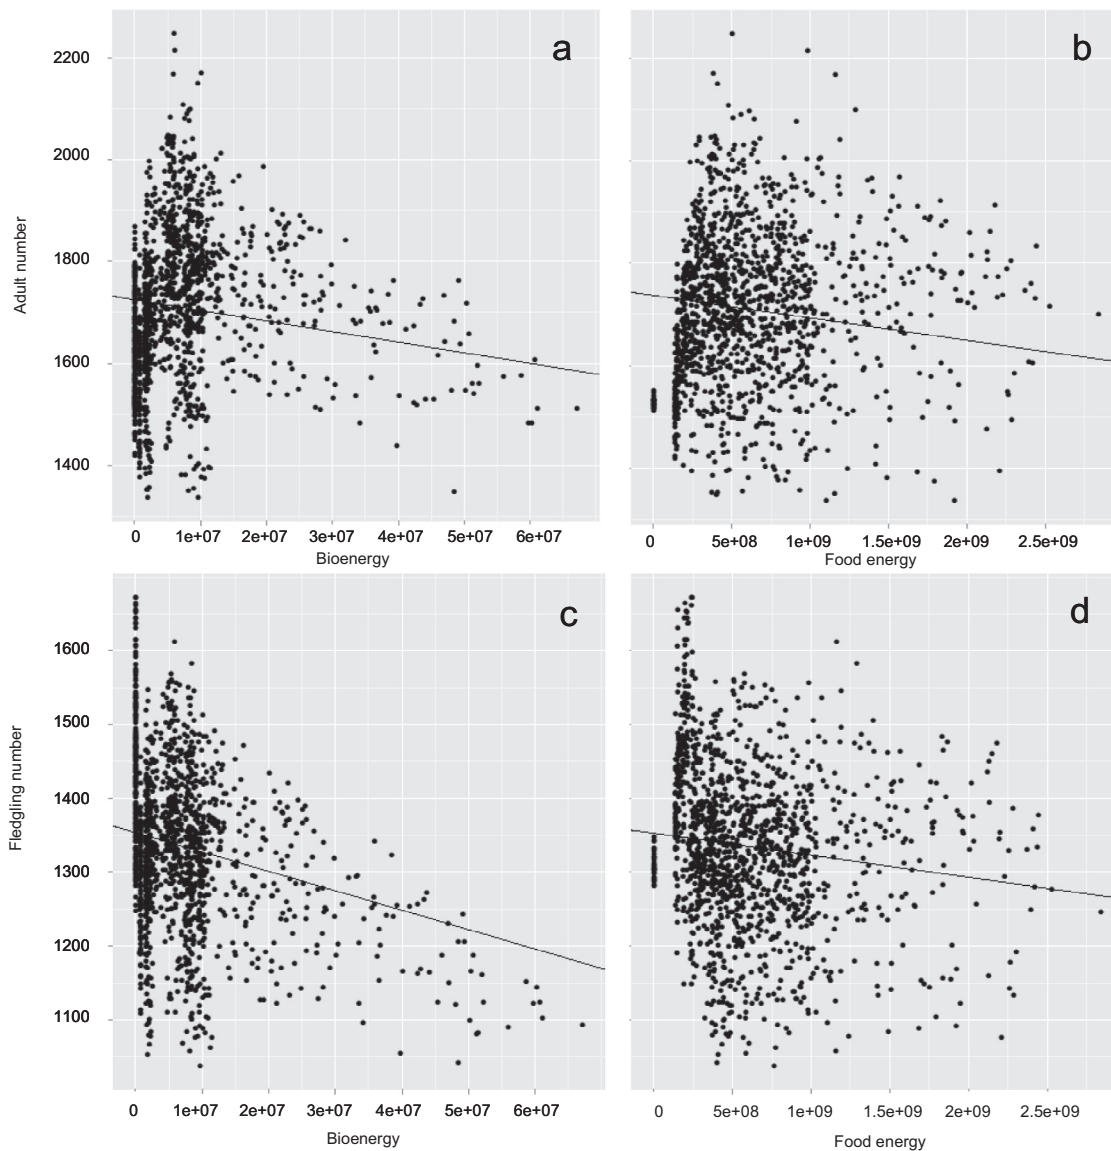 a
b
2200
2000
1800
1600
1400
Adult number
0 1e+07 2e+07 3e+07 4e+07 5e+07 6e+07
Bioenergy
0 5e+08 1e+09 1.5e+09 2e+09 2.5e+09
Food energy
c
d
1600
1500
1400
1300
1200
1100
Fledgling number
0 1e+07 2e+07 3e+07 4e+07 5e+07 6e+07
Bioenergy
0 5e+08 1e+09 1.5e+09 2e+09 2.5e+09
Food energy